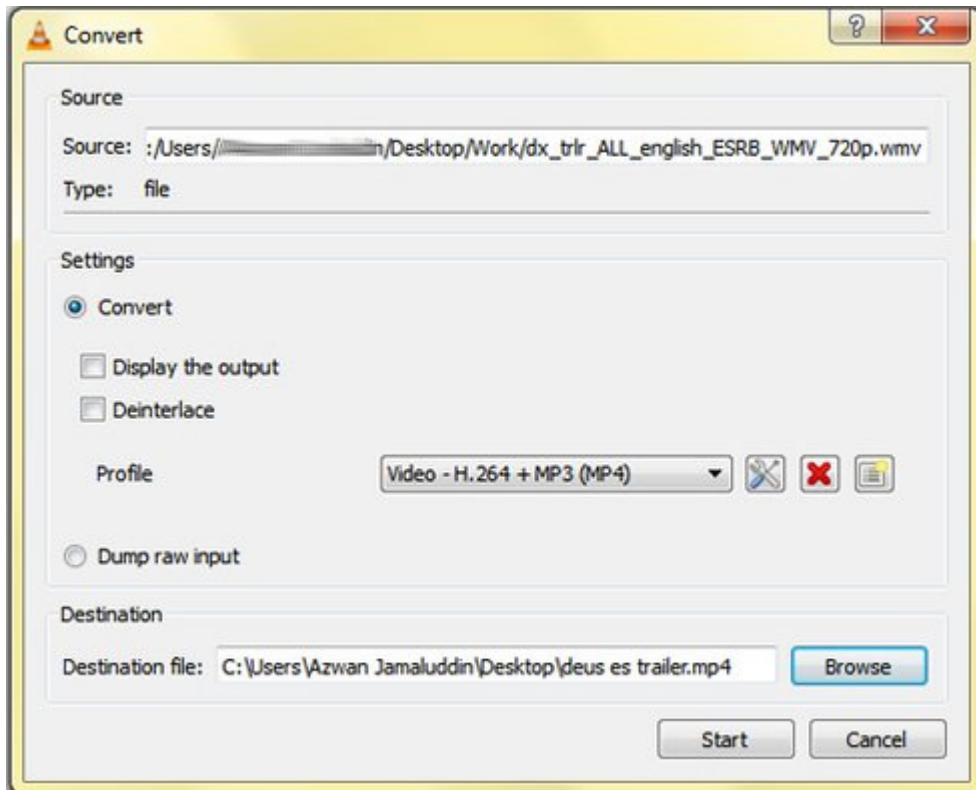 Convert
Source
Source: :/Users/ n/Desktop/Work/dx_trlr_ALL_english_ESRB_WMV_720p.wmv
Type: file
Settings
Convert
Display the output
Deinterlace
Profile Video - H.264 + MP3 (MP4)
Dump raw input
Destination
Destination file: C:\Users\Azwan Jamaluddin\Desktop\deus es trailer.mp4 Browse
Start Cancel